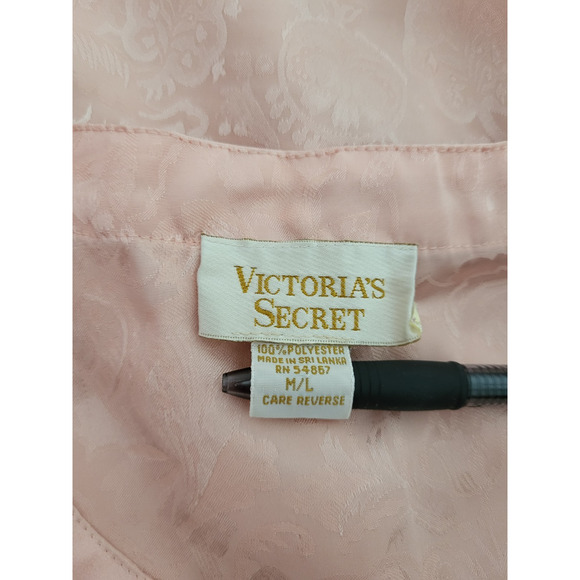 VICTORIA'S
SECRET
100% POLYESTER
MADE IN SRI LANKA
RN 54867
M/L
CARE REVERSE